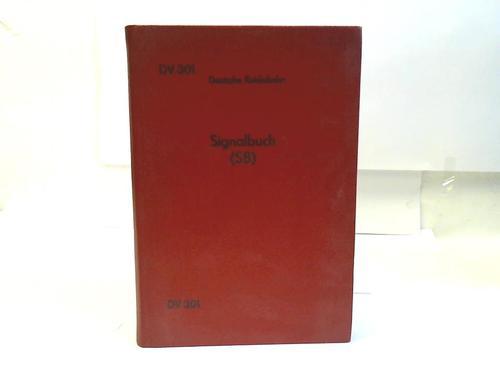 DV 301
Deutsche Reichsbahn
Signalbuch
(SB)
DV 301